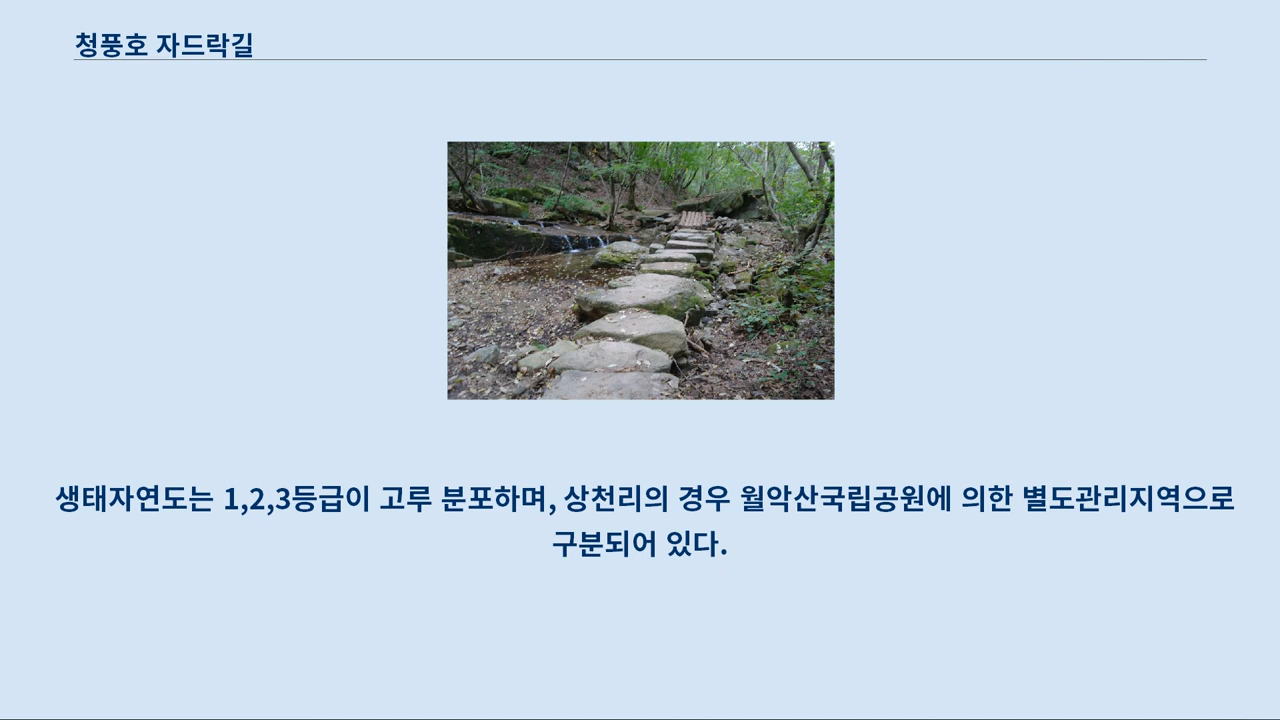 청풍호 자드락길
생태자연도는 1,2,3등급이 고루 분포하며, 상천리의 경우 월악산국립공원에 의한 별도관리지역으로
구분되어 있다.